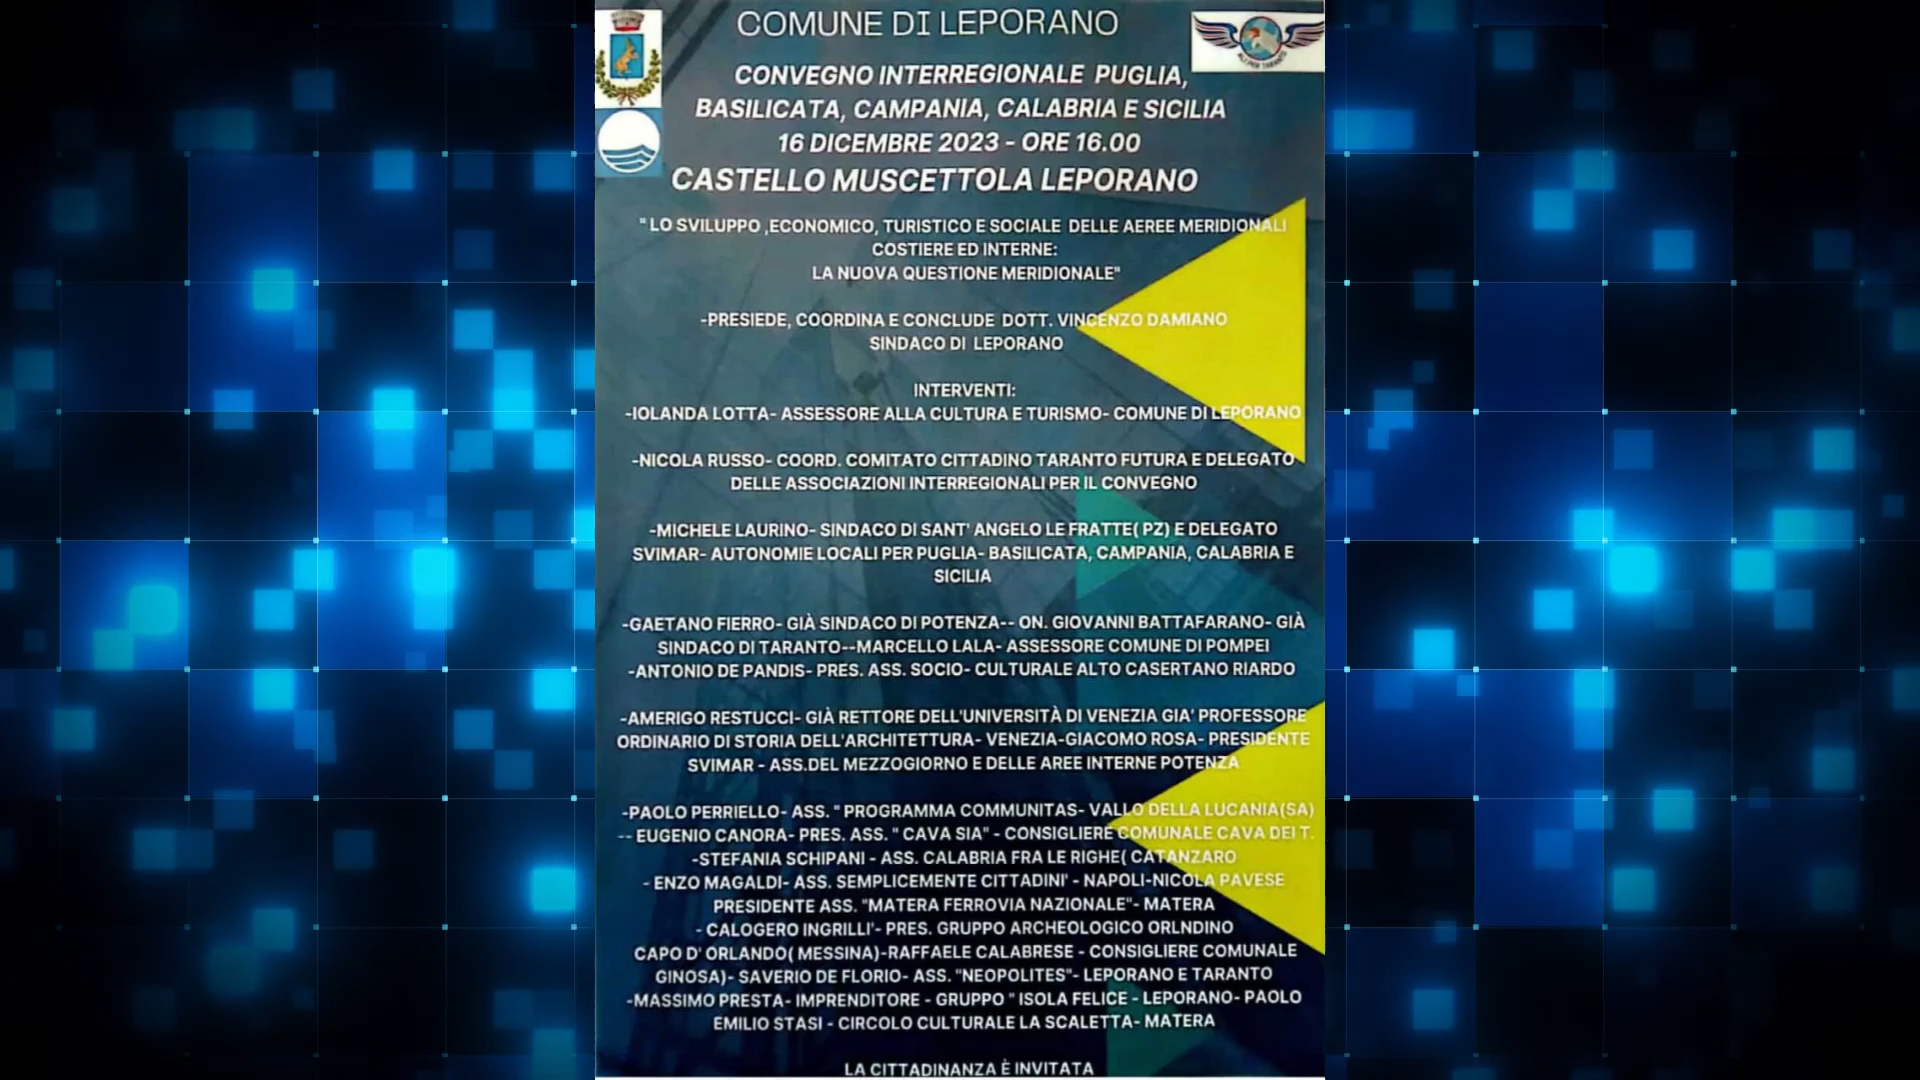 COMUNE DI LEPORANO
ALI PER TARANTO
CONVEGNO INTERREGIONALE PUGLIA,
BASILICATA, CAMPANIA, CALABRIA E SICILIA
16 DICEMBRE 2023 - ORE 16.00
CASTELLO MUSCETTOLA LEPORANO
" LO SVILUPPO ,ECONOMICO, TURISTICO E SOCIALE DELLE AEREE MERIDIONALI
COSTIERE ED INTERNE:
LA NUOVA QUESTIONE MERIDIONALE"
-PRESIEDE, COORDINA E CONCLUDE DOTT. VINCENZO DAMIANO
SINDACO DI LEPORANO
INTERVENTI:
-IOLANDA LOTTA- ASSESSORE ALLA CULTURA E TURISMO- COMUNE DI LEPORANO
-NICOLA RUSSO- COORD. COMITATO CITTADINO TARANTO FUTURA E DELEGATO
DELLE ASSOCIAZIONI INTERREGIONALI PER IL CONVEGNO
-MICHELE LAURINO- SINDACO DI SANT' ANGELO LE FRATTE( PZ) E DELEGATO
SVIMAR- AUTONOMIE LOCALI PER PUGLIA- BASILICATA, CAMPANIA, CALABRIA E
SICILIA
-GAETANO FIERRO- GIÀ SINDACO DI POTENZA-- ON. GIOVANNI BATTAFARANO- GIÀ
SINDACO DI TARANTO--MARCELLO LALA- ASSESSORE COMUNE DI POMPEI
-ANTONIO DE PANDIS- PRES. ASS. SOCIO- CULTURALE ALTO CASERTANO RIARDO
-AMERIGO RESTUCCI- GIÀ RETTORE DELL'UNIVERSITÀ DI VENEZIA GIA' PROFESSORE
ORDINARIO DI STORIA DELL'ARCHITETTURA- VENEZIA-GIACOMO ROSA- PRESIDENTE
SVIMAR - ASS.DEL MEZZOGIORNO E DELLE AREE INTERNE POTENZA
-PAOLO PERRIELLO- ASS. " PROGRAMMA COMMUNITAS- VALLO DELLA LUCANIA(SA)
-- EUGENIO CANORA- PRES. ASS. " CAVA SIA" - CONSIGLIERE COMUNALE CAVA DEI T.
-STEFANIA SCHIPANI - ASS. CALABRIA FRA LE RIGHE( CATANZARO
- ENZO MAGALDI- ASS. SEMPLICEMENTE CITTADINI' - NAPOLI-NICOLA PAVESE
PRESIDENTE ASS. "MATERA FERROVIA NAZIONALE"- MATERA
- CALOGERO INGRILLI'- PRES. GRUPPO ARCHEOLOGICO ORLNDINO
CAPO D' ORLANDO( MESSINA)-RAFFAELE CALABRESE - CONSIGLIERE COMUNALE
GINOSA)- SAVERIO DE FLORIO- ASS. "NEOPOLITES"- LEPORANO E TARANTO
-MASSIMO PRESTA- IMPRENDITORE - GRUPPO " ISOLA FELICE - LEPORANO- PAOLO
EMILIO STASI - CIRCOLO CULTURALE LA SCALETTA- MATERA
LA CITTADINANZA È INVITATA